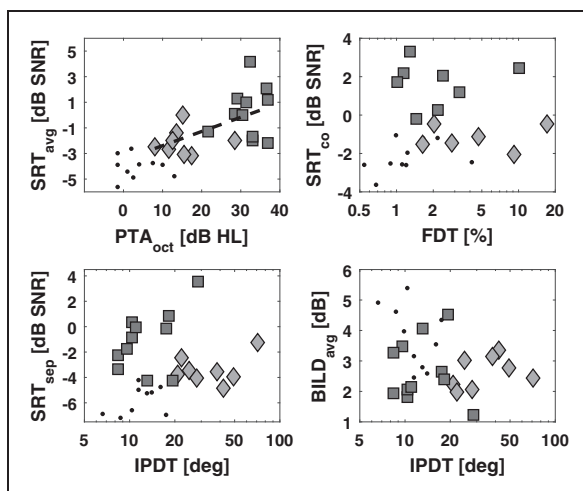 SRT_avg [dB SNR]
5
3
1
-1
-3
-5
0 10 20 30 40
PTA_oct [dB HL]
SRT_co [dB SNR]
4
2
0
-2
-4
0.5 1 2 5 10 20
FDT [%]
SRT_sep [dB SNR]
4
2
0
-2
-4
-6
5 10 20 50 100
IPDT [deg]
BILD_avg [dB]
6
5
4
3
2
1
5 10 20 50 100
IPDT [deg]